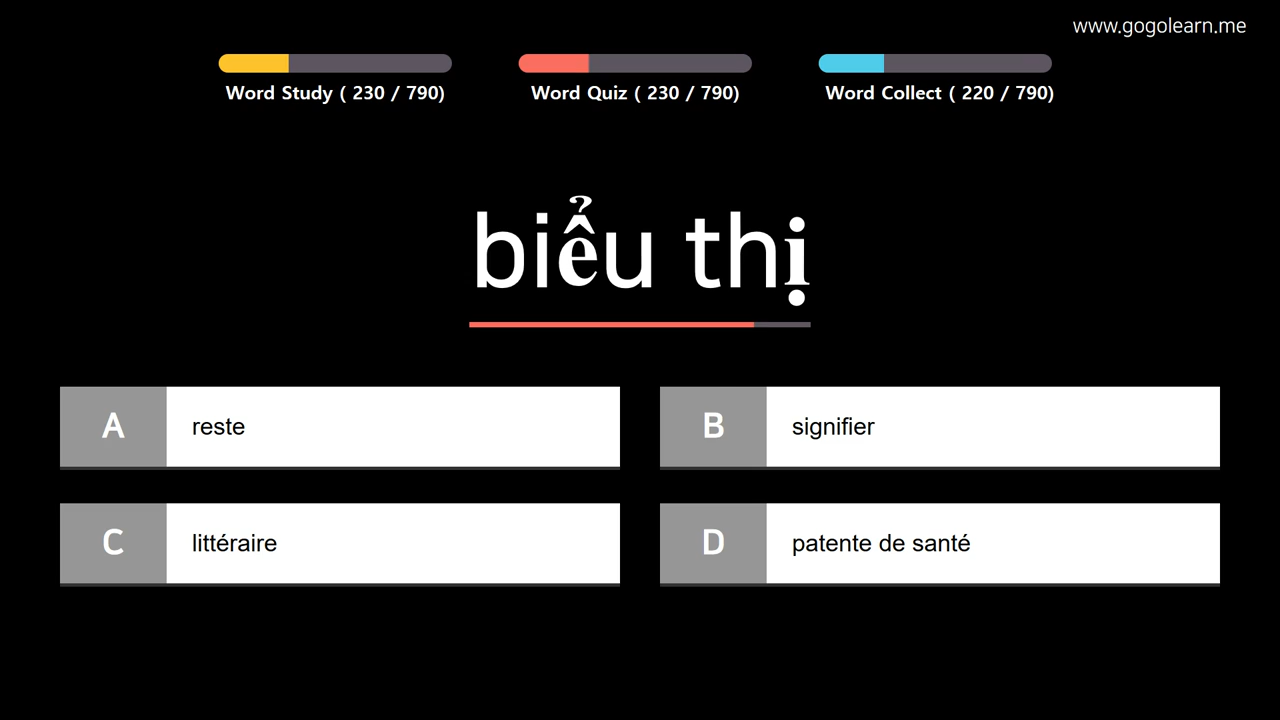 www.gogolearn.me
Word Study ( 230 / 790)
Word Quiz ( 230 / 790)
Word Collect ( 220 / 790)
biểu thị
A
reste
B
signifier
C
littéraire
D
patente de santé